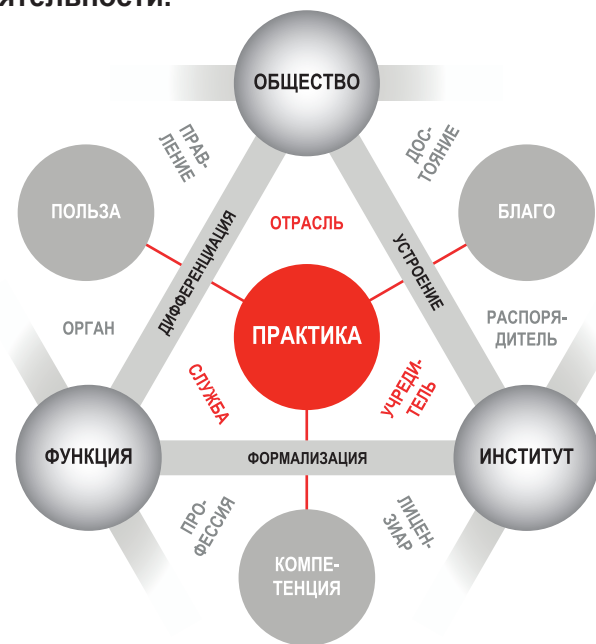 ятельности.
ОБЩЕСТВО
ПРАВ-
ЛЕНИЕ
ДОС-
ТОЯНИЕ
ПОЛЬЗА
БЛАГО
ОТРАСЛЬ
ДИФФЕРЕНЦИАЦИЯ
УСТРОЕНИЕ
ОРГАН
ПРАКТИКА
РАСПОРЯ-
ДИТЕЛЬ
СЛУЖБА
УЧРЕДИ-
ТЕЛЬ
ФУНКЦИЯ
ФОРМАЛИЗАЦИЯ
ИНСТИТУТ
ПРО-
ФЕССИЯ
ЛИЦЕН-
ЗИАР
КОМПЕ-
ТЕНЦИЯ